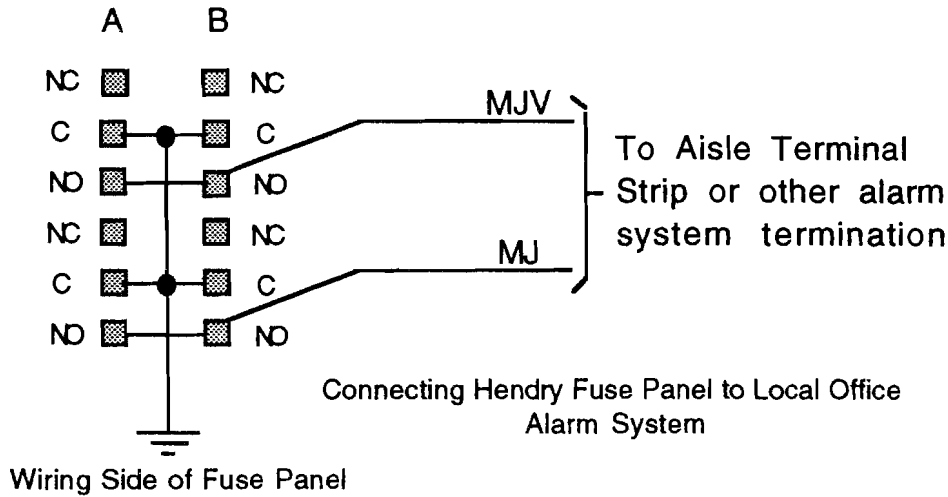 A B
NC NC
MJV
C C
To Aisle Terminal
NO NO
Strip or other alarm
NC NC
system termination
MJ
C C
NO NO
Connecting Hendry Fuse Panel to Local Office
Alarm System
Wiring Side of Fuse Panel